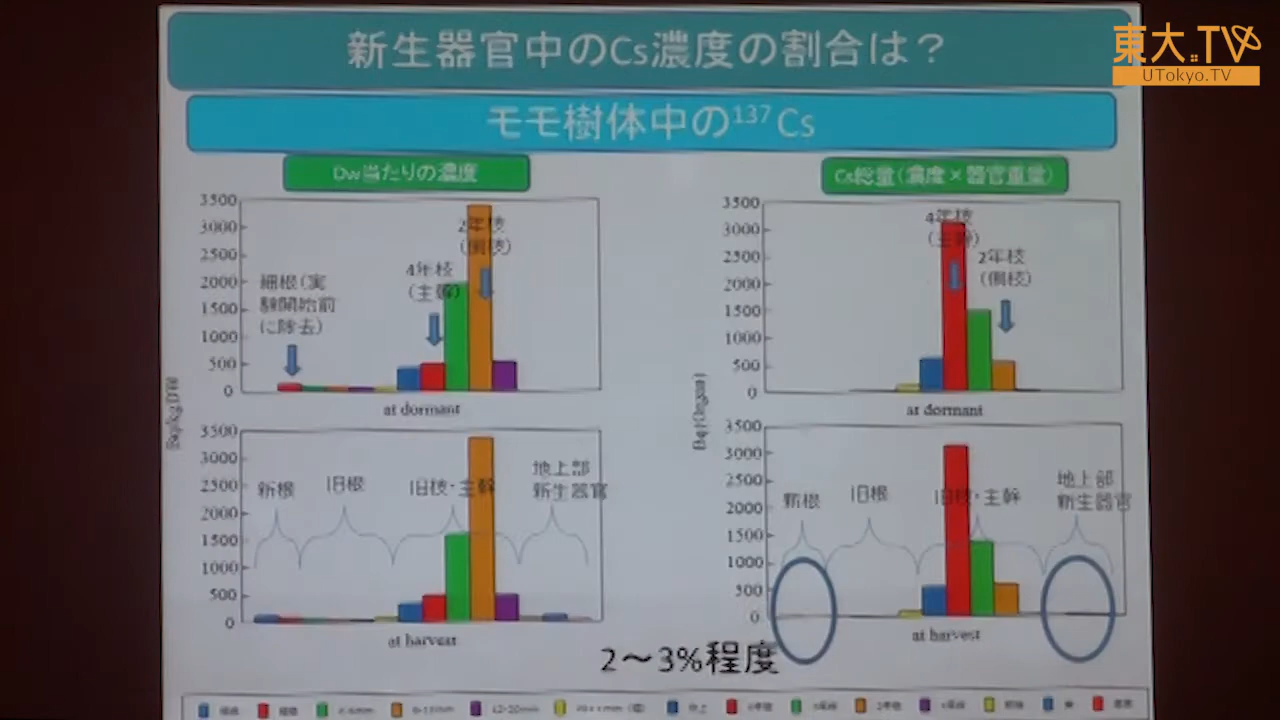 新生器官中のCs濃度の割合は？
東大.TV
UTokyo.TV
モモ樹体中の¹³⁷Cs
Dw当たりの濃度
Cs総量(濃度×器官重量)
3500
3000
2500
2000
1500
1000
500
0
細根(実
験開始前
に除去)
4年枝
(主幹)
2年枝
(側枝)
at dormant
3500
3000
2500
2000
1500
1000
500
0
4年枝
(主幹)
2年枝
(側枝)
at dormant
Bq/kgDW
3500
3000
2500
2000
1500
1000
500
0
新根
旧根
旧枝・主幹
地上部
新生器官
at harvest
3500
3000
2500
2000
1500
1000
500
0
新根
旧根
旧枝・主幹
地上部
新生器官
at harvest
2～3%程度
2年枝